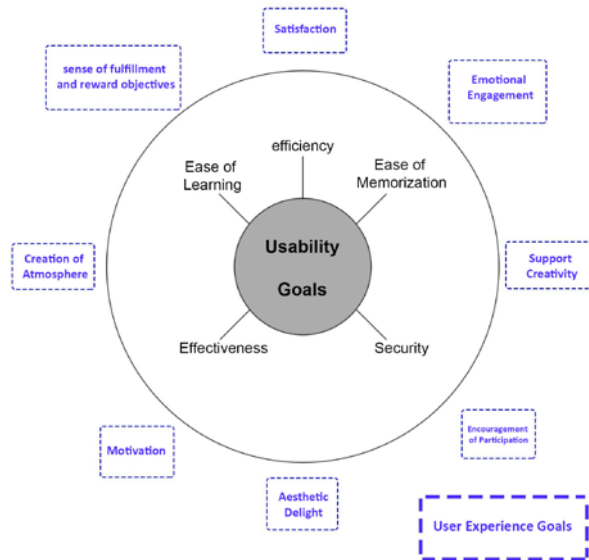 Satisfaction
sense of fulfillment
and reward objectives
Emotional
Engagement
efficiency
Ease of
Learning
Ease of
Memorization
Usability
Goals
Creation of
Atmosphere
Support
Creativity
Effectiveness
Security
Encouragement
of Participation
Motivation
Aesthetic
Delight
User Experience Goals